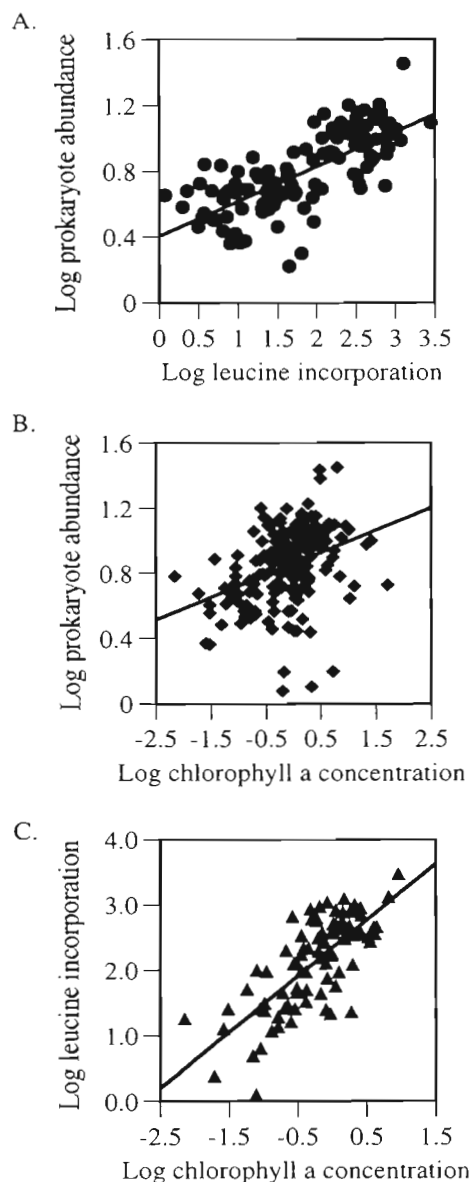 A.
Log prokaryote abundance
1.6
1.2
0.8
0.4
0
0 0.5 1 1.5 2 2.5 3 3.5
Log leucine incorporation
B.
Log prokaryote abundance
1.6
1.2
0.8
0.4
0
-2.5 -1.5 -0.5 0.5 1.5 2.5
Log chlorophyll a concentration
C.
Log leucine incorporation
4.0
3.0
2.0
1.0
0.0
-2.5 -1.5 -0.5 0.5 1.5
Log chlorophyll a concentration